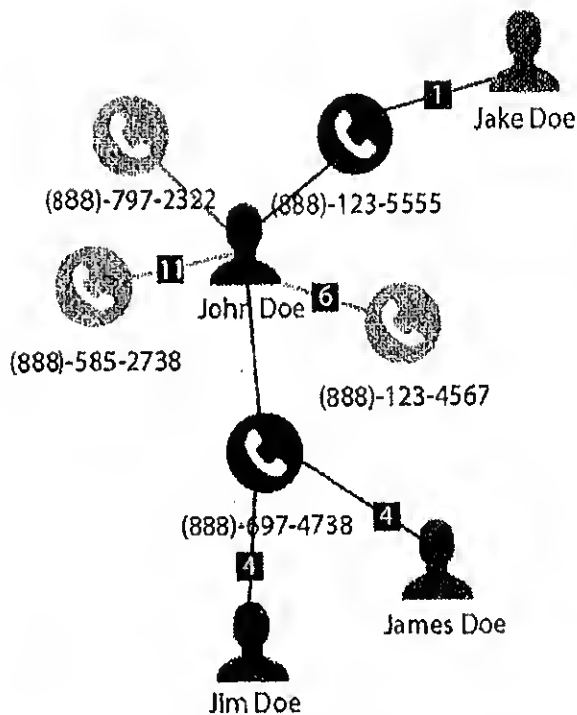 1
Jake Doe
(888)-797-2322
(888)-123-5555
11
John Doe
6
(888)-585-2738
(888)-123-4567
(888)-697-4738
4
4
James Doe
Jim Doe